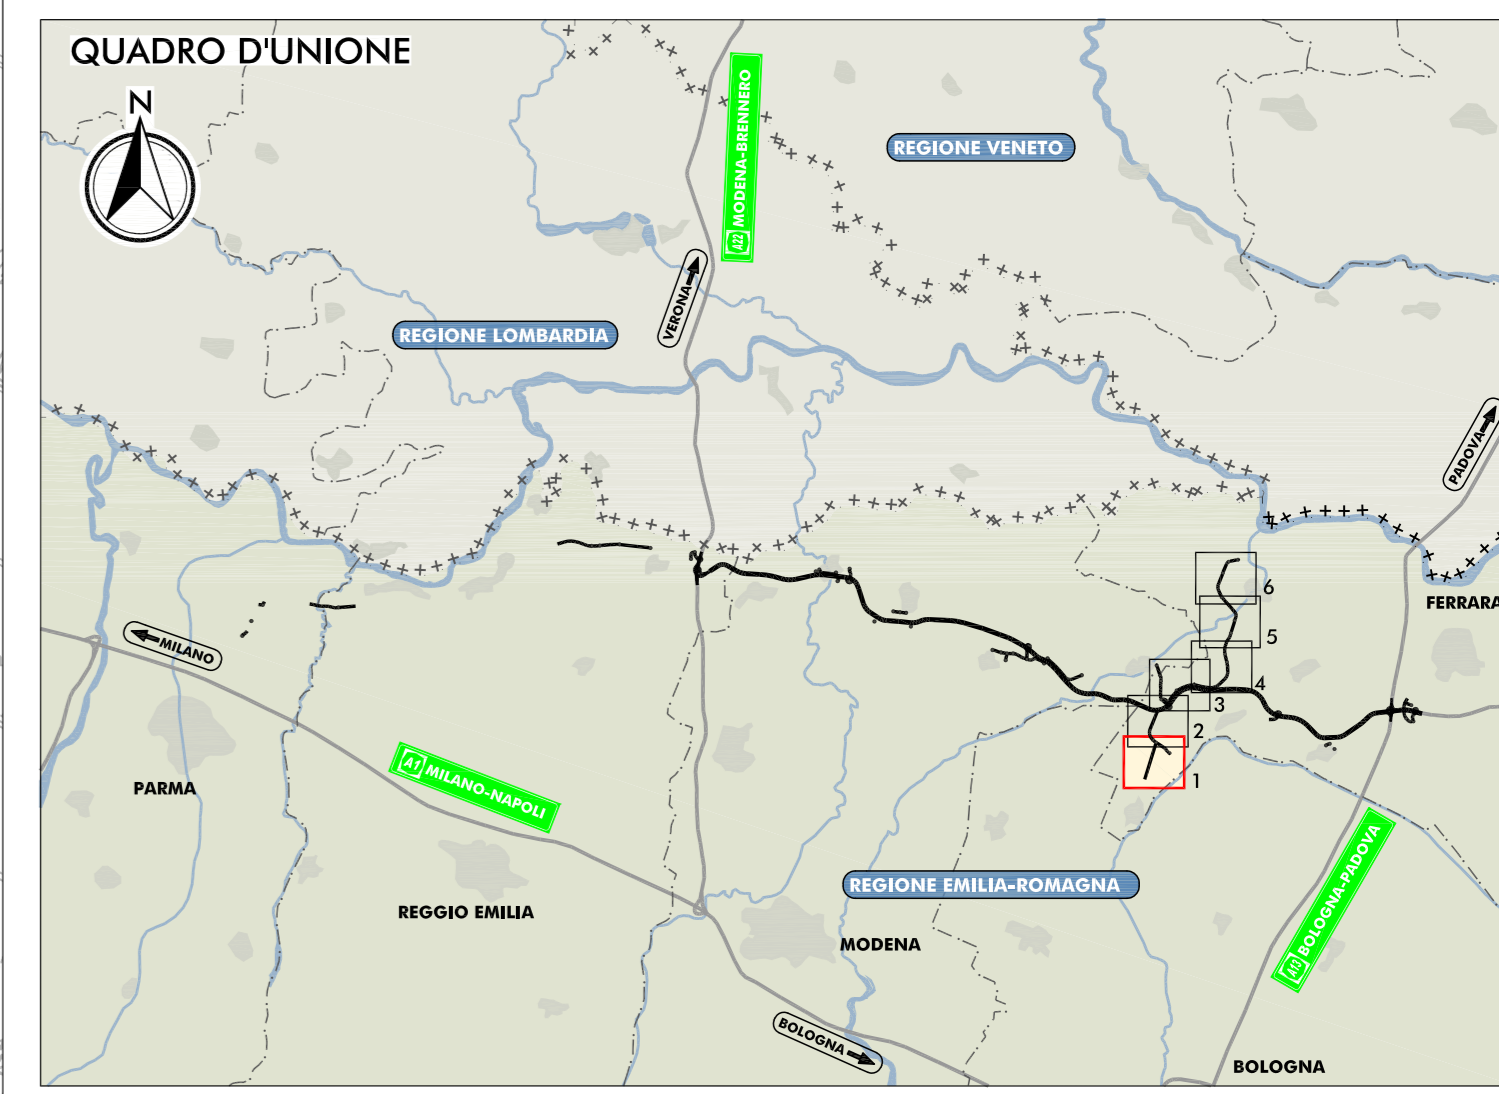 QUADRO D'UNIONE
N
A22 MODENA-BRENNERO
REGIONE VENETO
VERONA
REGIONE LOMBARDIA
PADOVA
6
FERRARA
5
MILANO
4
3
2
1
PARMA
A1 MILANO-NAPOLI
A13 BOLOGNA-PADOVA
REGIONE EMILIA-ROMAGNA
REGGIO EMILIA
MODENA
BOLOGNA
BOLOGNA